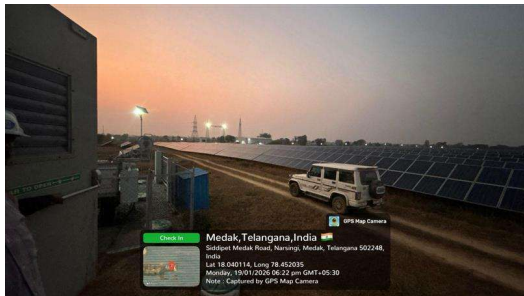 GPS Map Camera
Check In
Medak,Telangana,India
Siddipet Medak Road, Narsingi, Medak, Telangana 502248,
India
Lat 18.040114, Long 78.452035
Monday, 19/01/2026 06:22 pm GMT+05:30
Note : Captured by GPS Map Camera